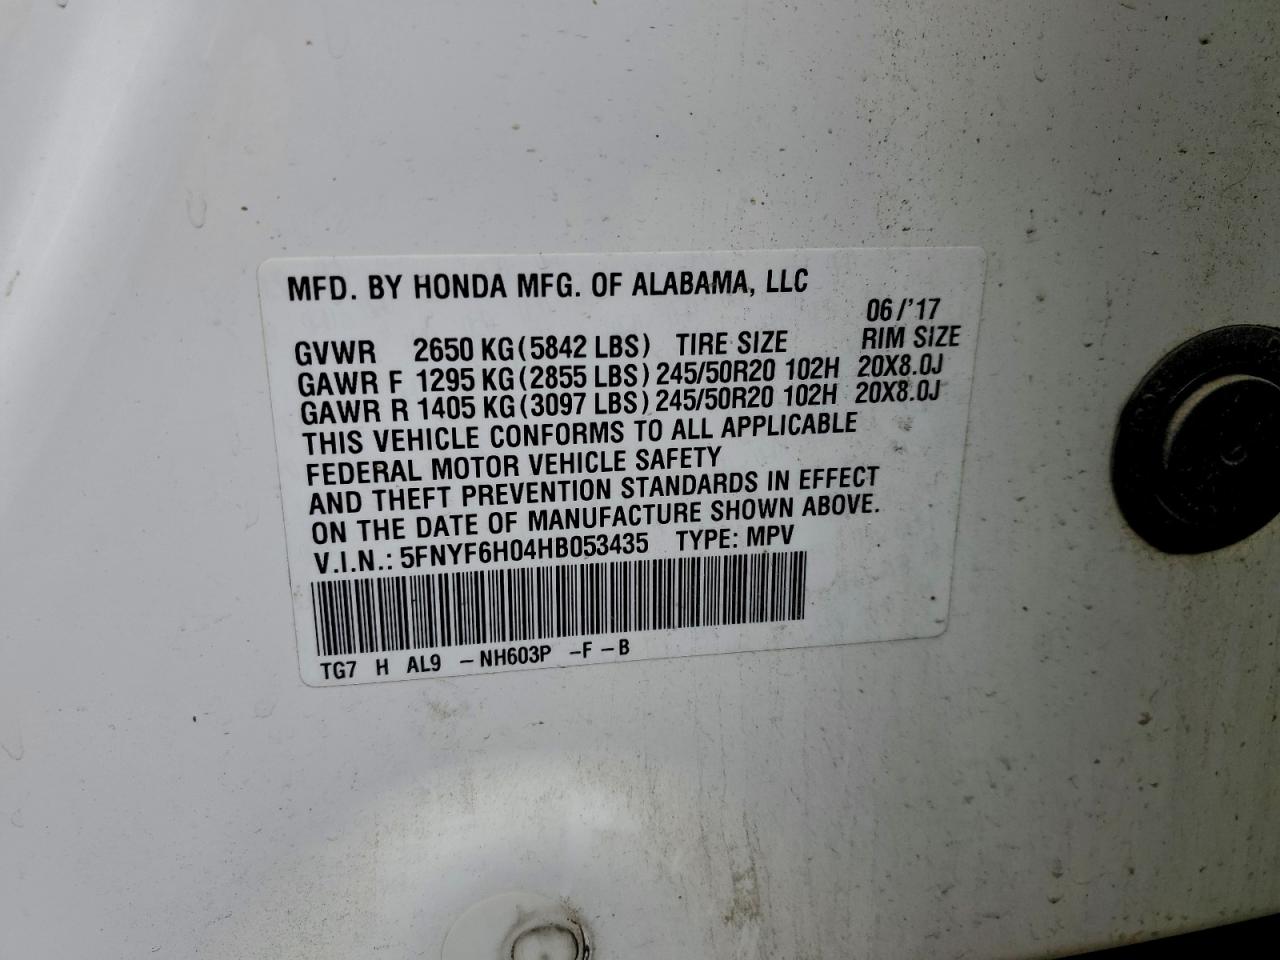 MFD. BY HONDA MFG. OF ALABAMA, LLC
06/'17
GVWR 2650 KG (5842 LBS) TIRE SIZE RIM SIZE
GAWR F 1295 KG (2855 LBS) 245/50R20 102H 20X8.0J
GAWR R 1405 KG (3097 LBS) 245/50R20 102H 20X8.0J
THIS VEHICLE CONFORMS TO ALL APPLICABLE
FEDERAL MOTOR VEHICLE SAFETY
AND THEFT PREVENTION STANDARDS IN EFFECT
ON THE DATE OF MANUFACTURE SHOWN ABOVE.
V.I.N.: 5FNYF6H04HB053435 TYPE: MPV
TG7 H AL9 -NH603P -F-B